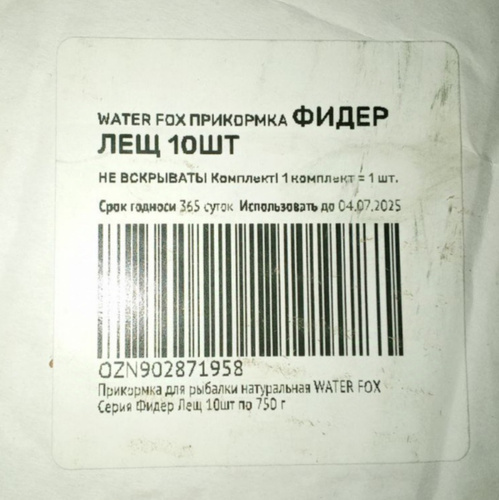 WATER FOX ПРИКОРМКА ФИДЕР
ЛЕЩ 10ШТ
НЕ ВСКРЫВАТЬ! Комплект! 1 комплект = 1 шт.
Срок годноси 365 суток Использовать до 04.07.2025
OZN902871958
Прикормка для рыбалки натуральная WATER FOX
Серия Фидер Лещ 10шт по 750 г